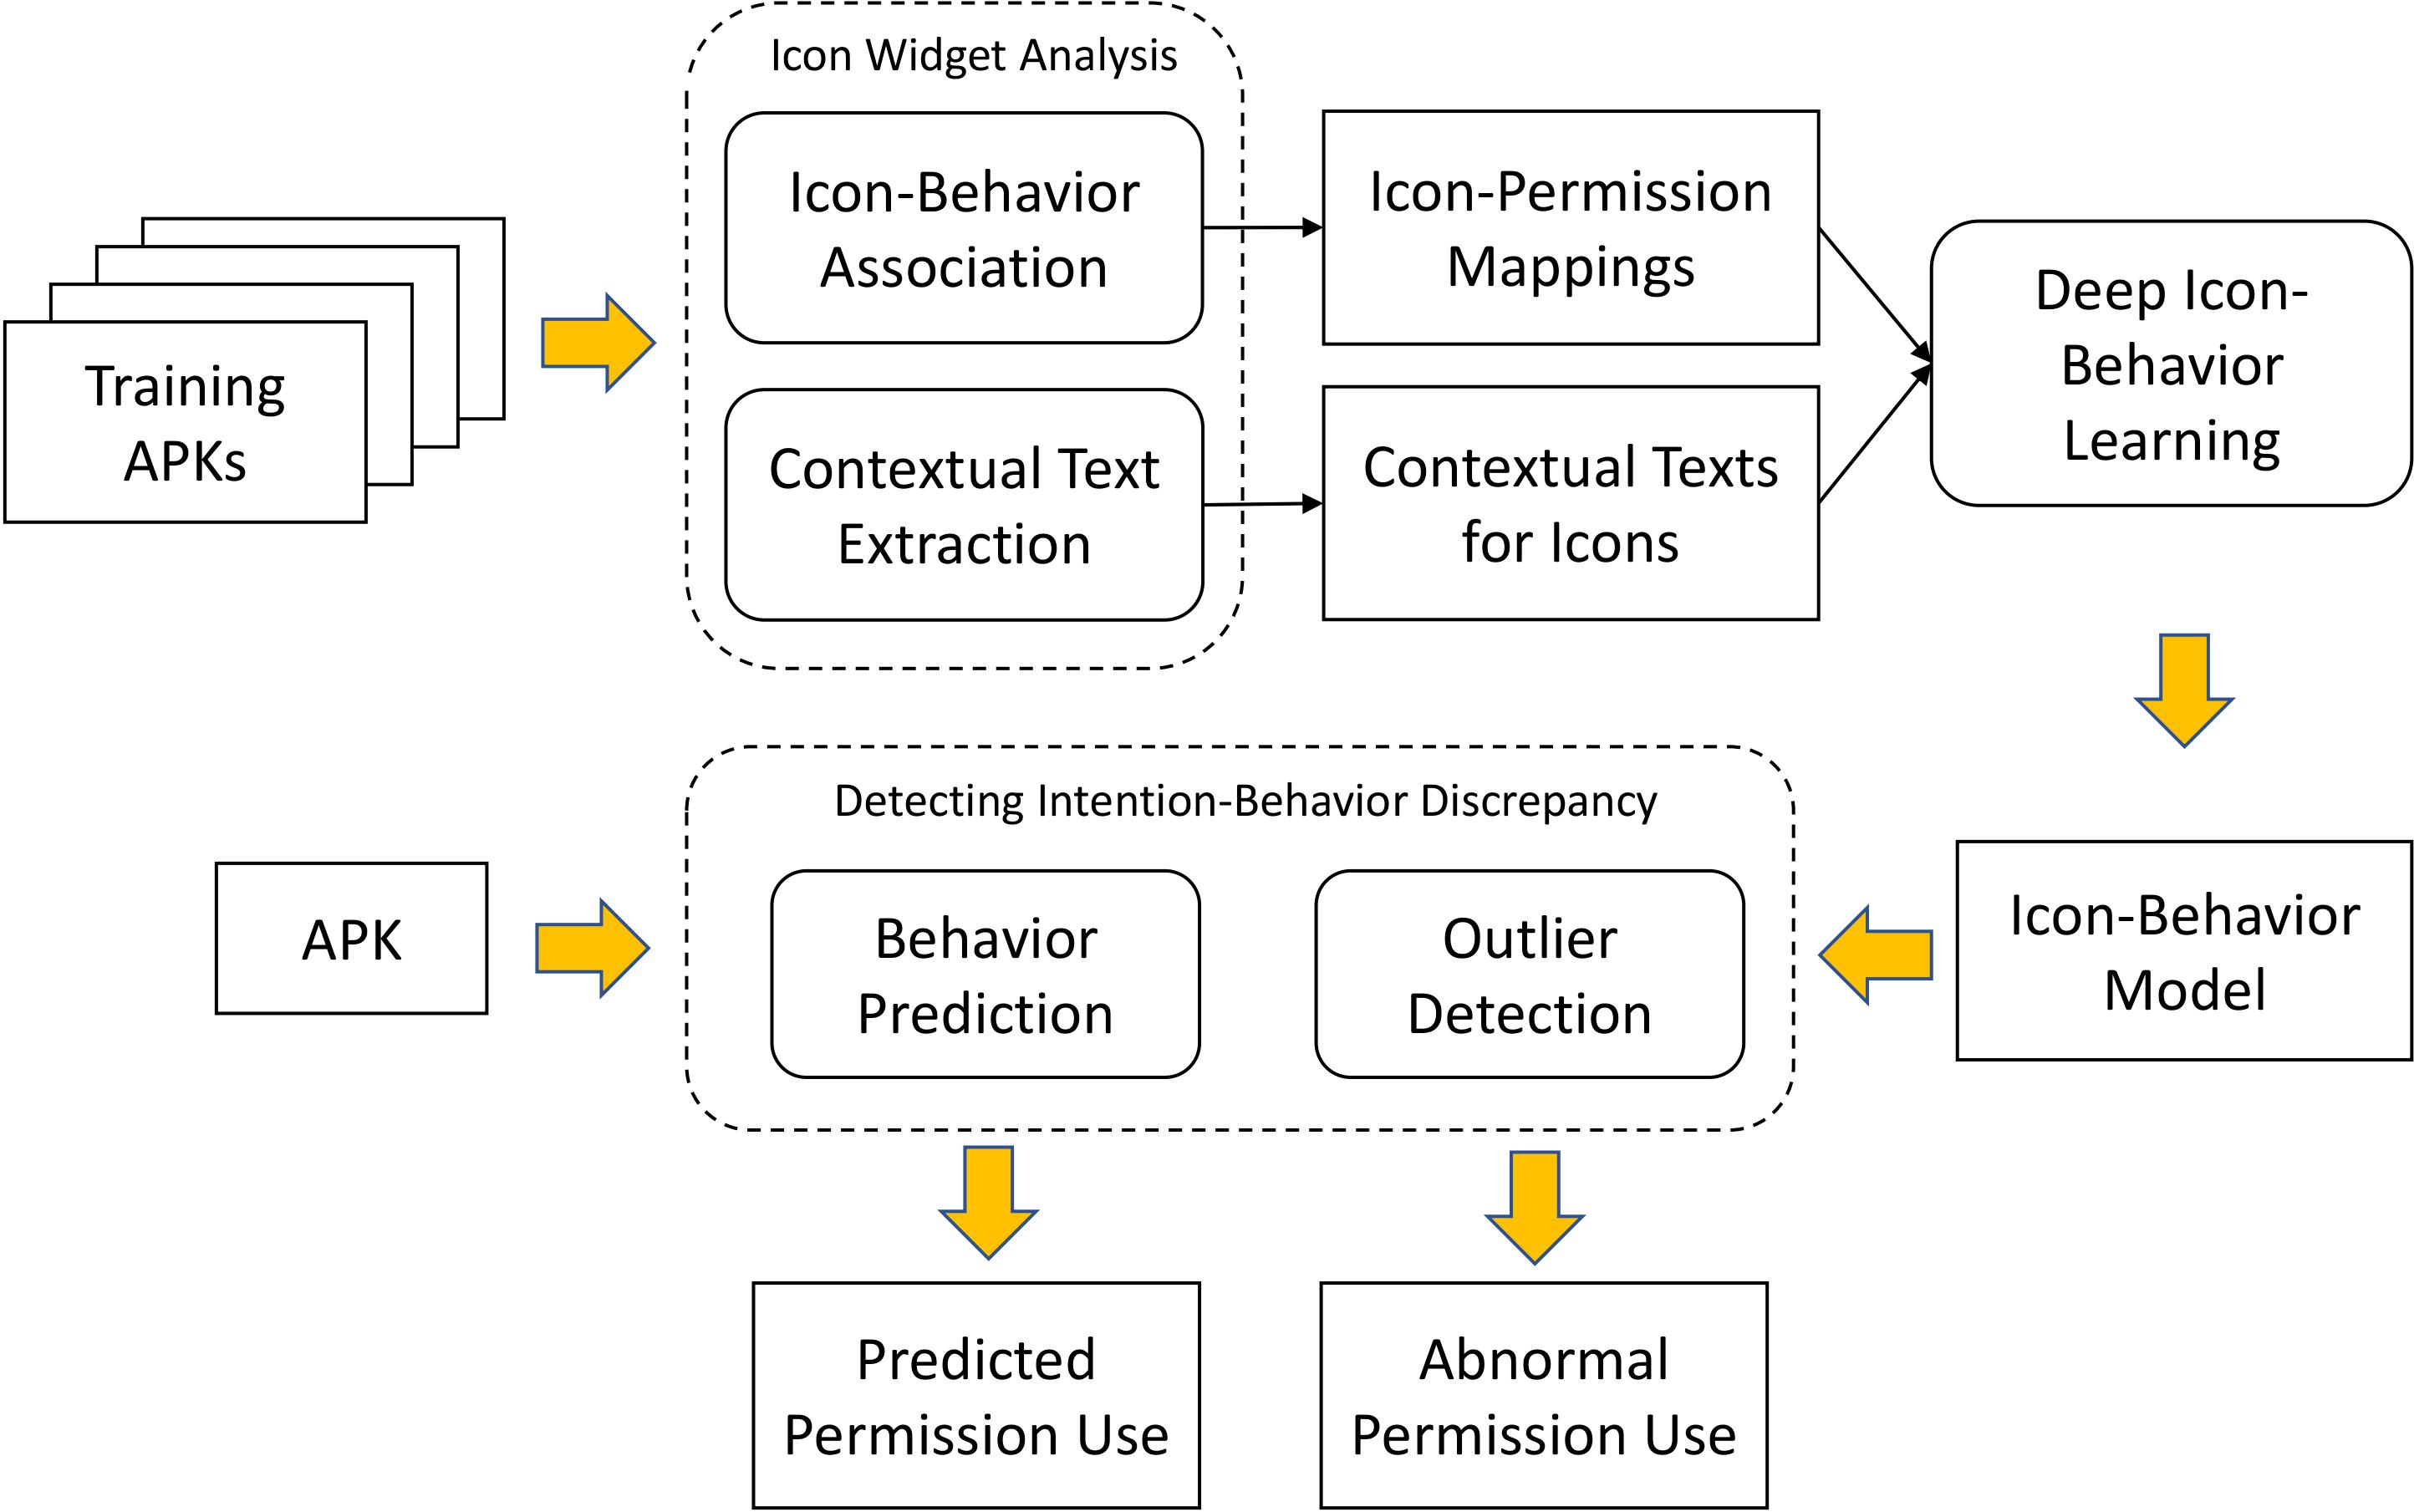 Icon Widget Analysis
Icon-Behavior
Association
Icon-Permission
Mappings
Deep Icon-
Behavior
Learning
Training
APKs
Contextual Text
Extraction
Contextual Texts
for Icons
Detecting Intention-Behavior Discrepancy
APK
Behavior
Prediction
Outlier
Detection
Icon-Behavior
Model
Predicted
Permission Use
Abnormal
Permission Use